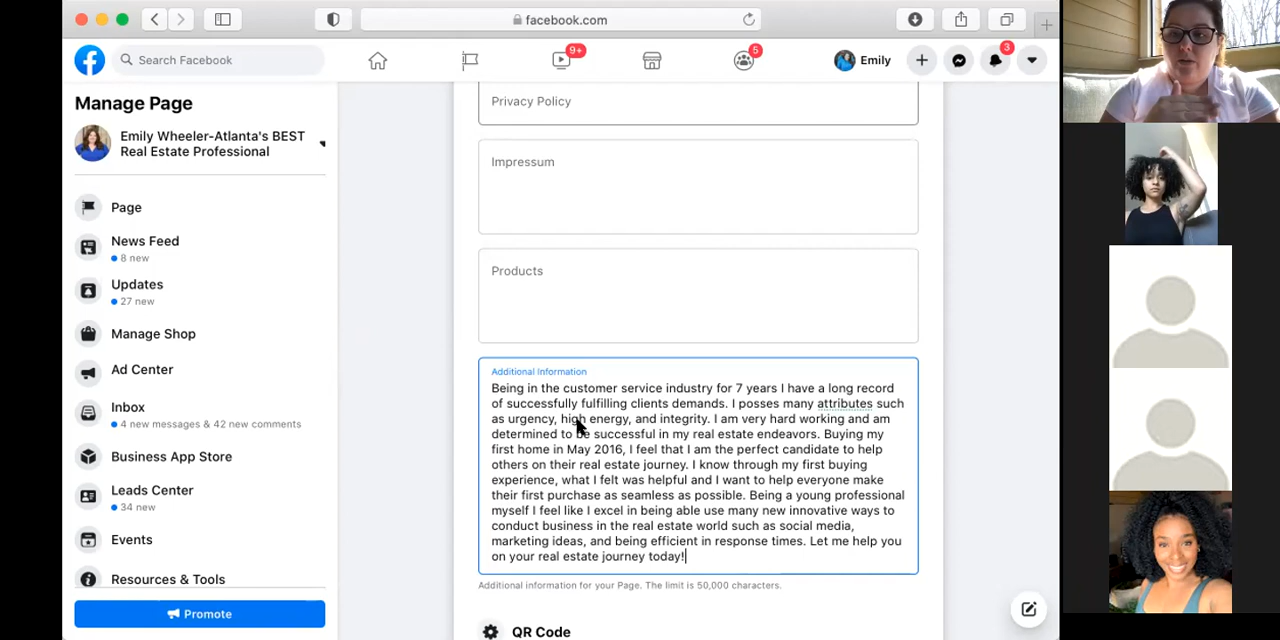 facebook.com
Search Facebook
9+
5
Emily
3
Manage Page
Emily Wheeler-Atlanta's BEST
Real Estate Professional
Page
News Feed
8 new
Updates
27 new
Manage Shop
Ad Center
Inbox
4 new messages & 42 new comments
Business App Store
Leads Center
34 new
Events
Resources & Tools
Promote
Privacy Policy
Impressum
Products
Additional Information
Being in the customer service industry for 7 years I have a long record
of successfully fulfilling clients demands. I posses many attributes such
as urgency, high energy, and integrity. I am very hard working and am
determined to be successful in my real estate endeavors. Buying my
first home in May 2016, I feel that I am the perfect candidate to help
others on their real estate journey. I know through my first buying
experience, what I felt was helpful and I want to help everyone make
their first purchase as seamless as possible. Being a young professional
myself I feel like I excel in being able use many new innovative ways to
conduct business in the real estate world such as social media,
marketing ideas, and being efficient in response times. Let me help you
on your real estate journey today!
Additional information for your Page. The limit is 50,000 characters.
QR Code